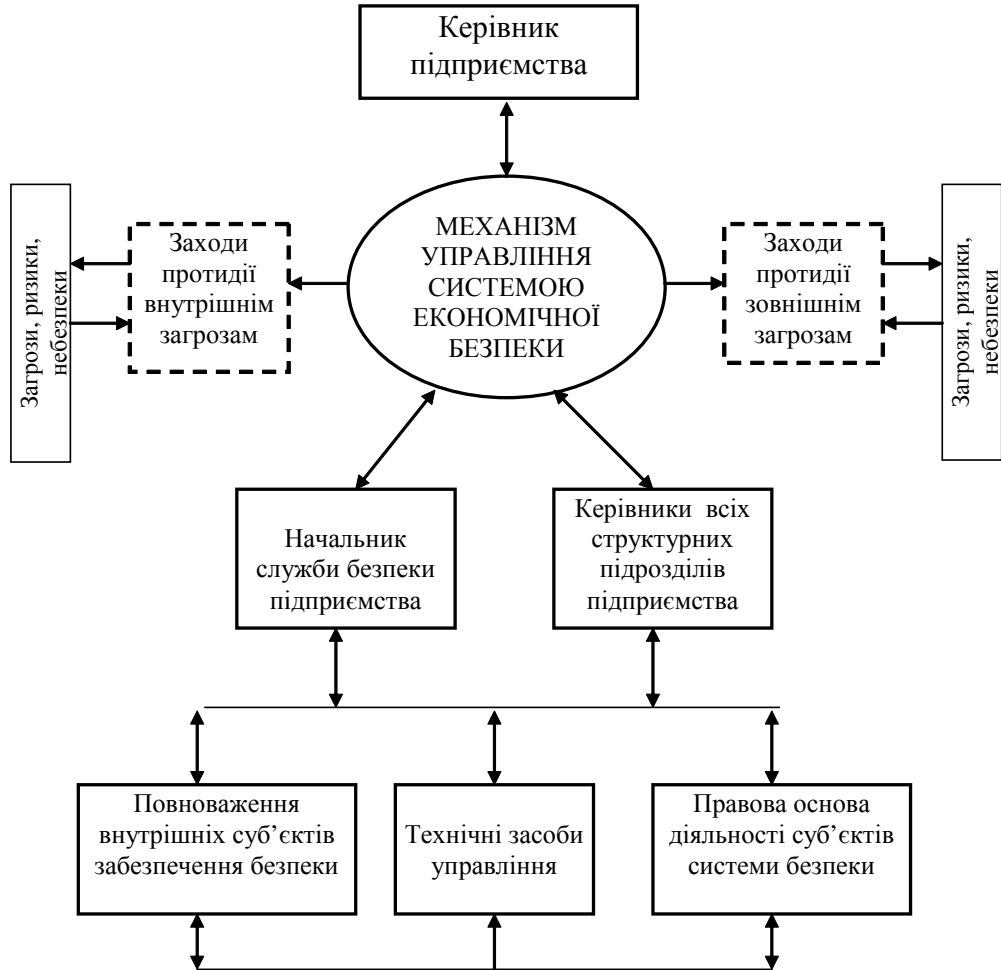 Керівник
підприємства
МЕХАНІЗМ
УПРАВЛІННЯ
СИСТЕМОЮ
ЕКОНОМІЧНОЇ
БЕЗПЕКИ
Загрози, ризики,
небезпеки
Заходи
протидії
внутрішнім
загрозам
Заходи
протидії
зовнішнім
загрозам
Загрози, ризики,
небезпеки
Начальник
служби безпеки
підприємства
Керівники всіх
структурних
підрозділів
підприємства
Повноваження
внутрішніх суб’єктів
забезпечення безпеки
Технічні засоби
управління
Правова основа
діяльності суб’єктів
системи безпеки